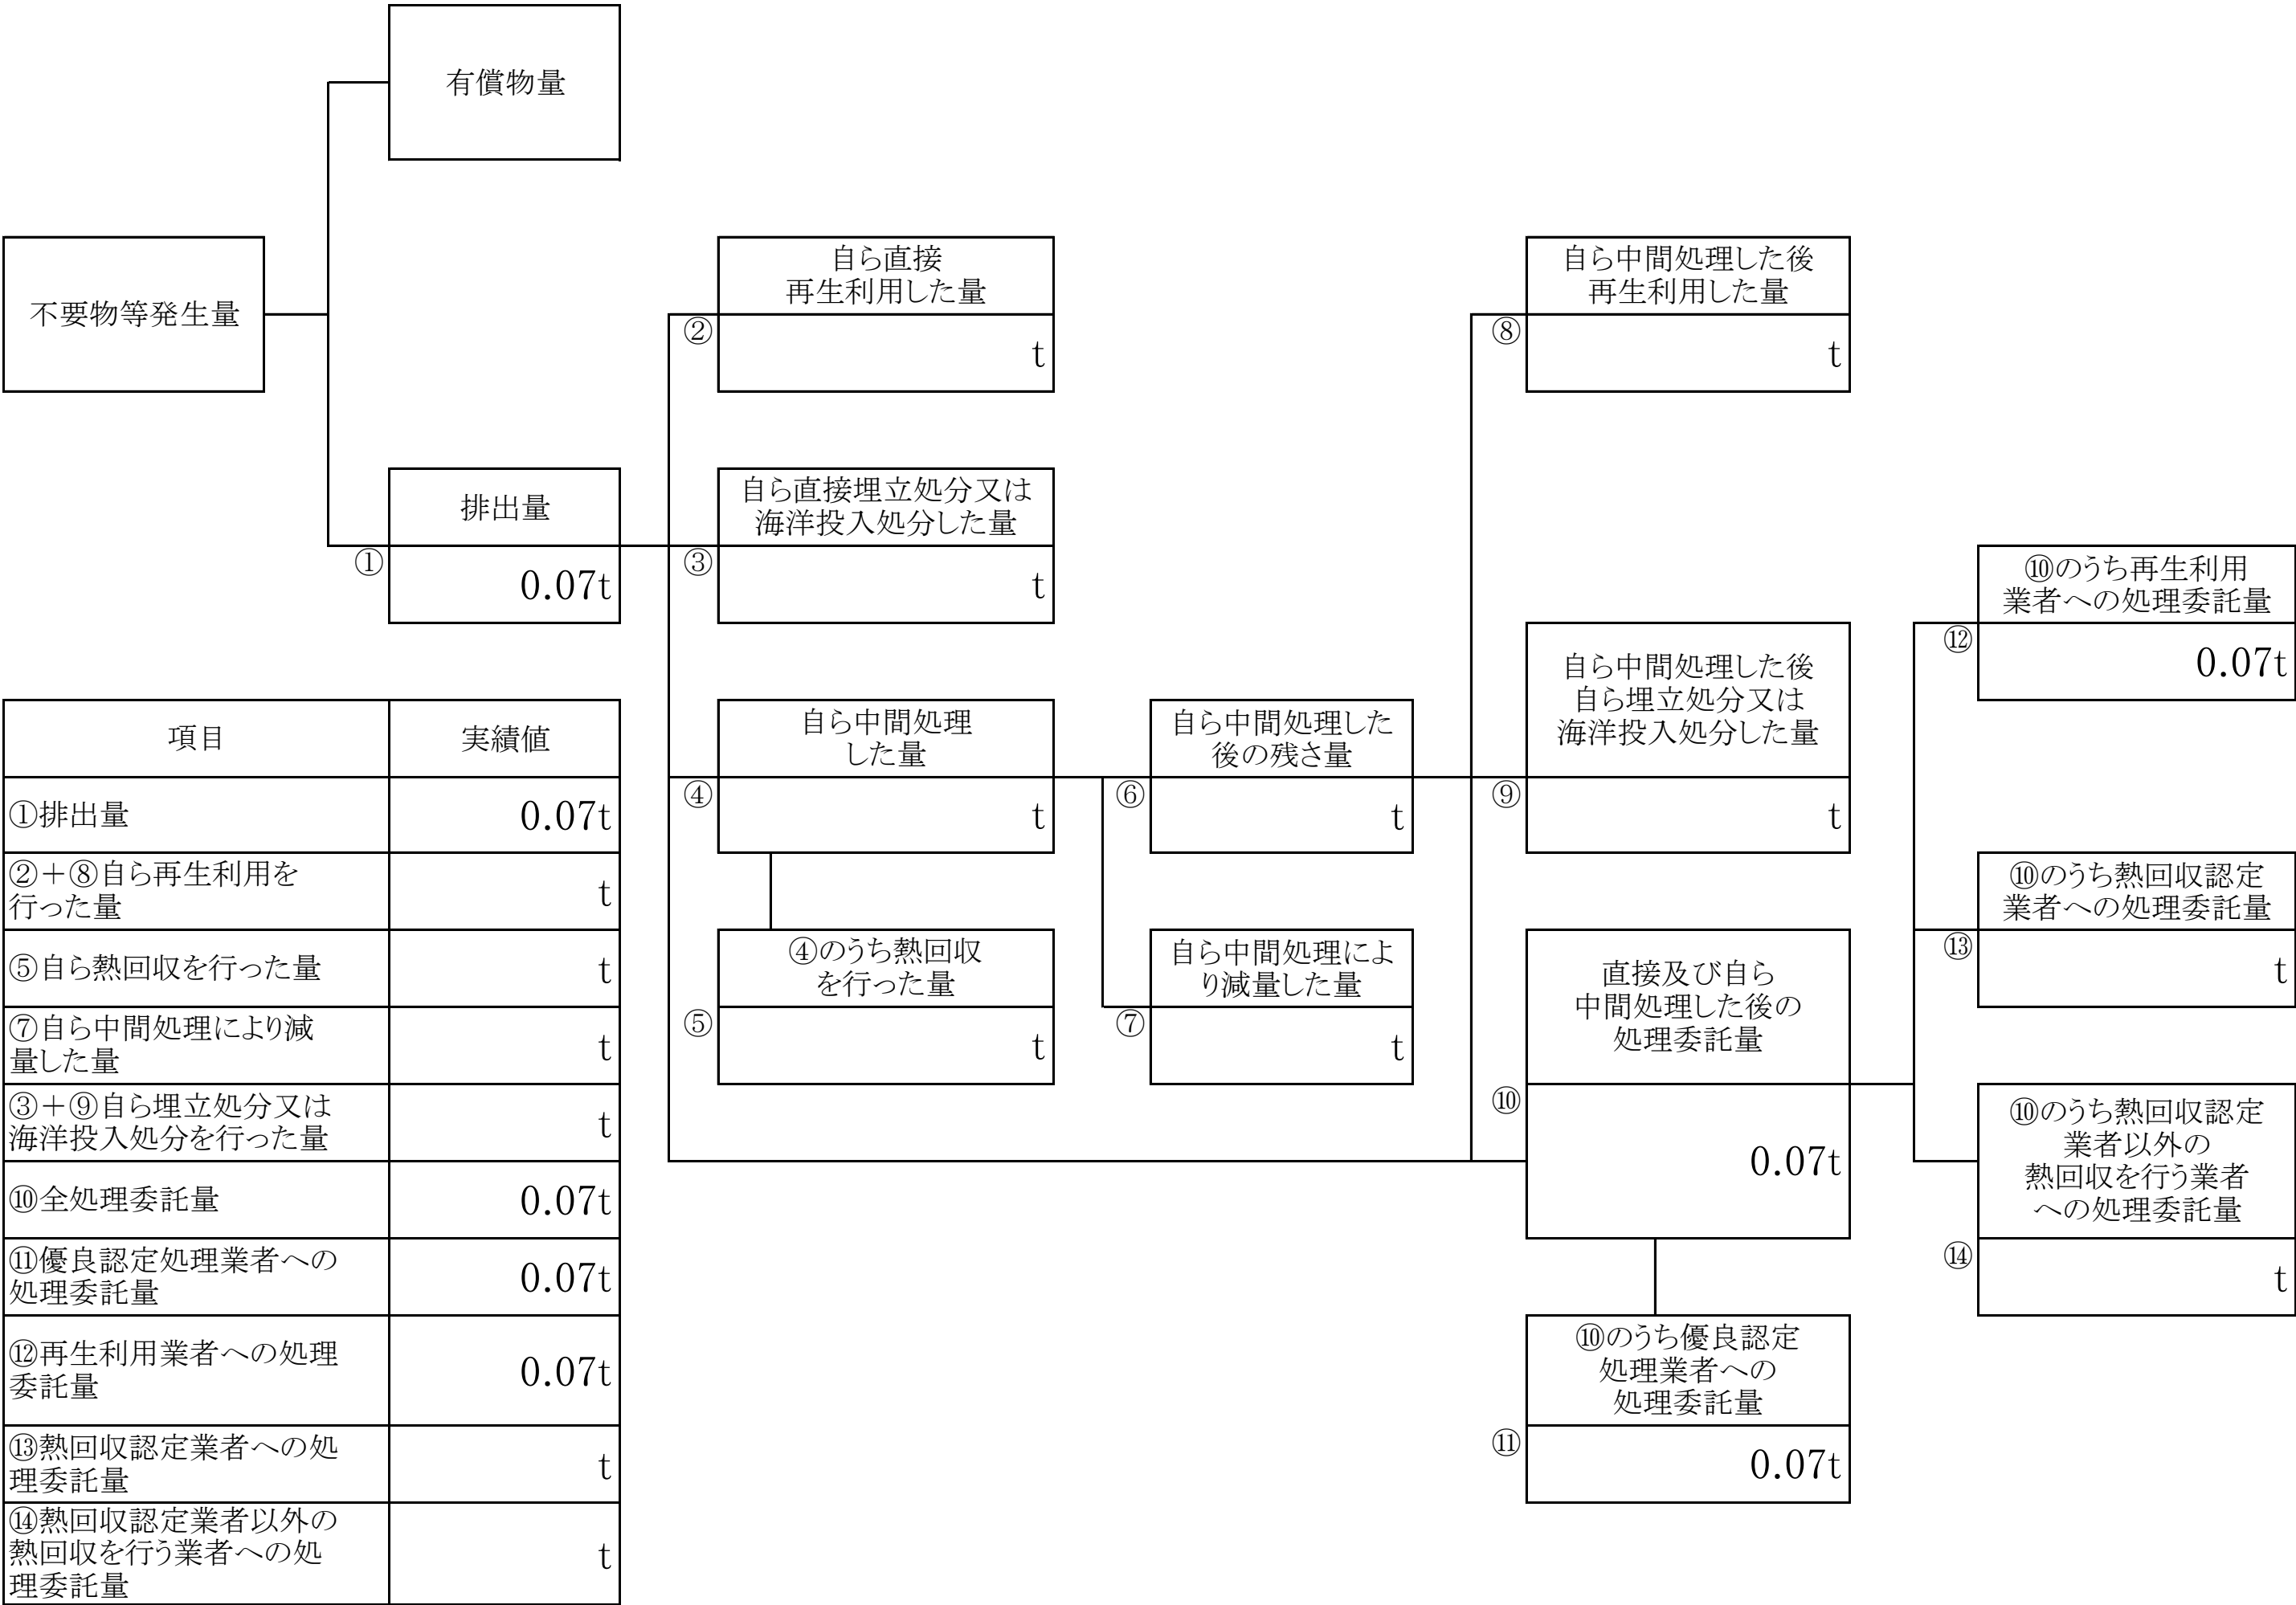 有償物量
不要物等発生量
自ら直接
再生利用した量
②
t
自ら中間処理した後
再生利用した量
⑧
t
排出量
①
0.07t
自ら直接埋立処分又は
海洋投入処分した量
③
t
⑩のうち再生利用
業者への処理委託量
⑫
0.07t
自ら中間処理
した量
④
t
自ら中間処理した
後の残さ量
⑥
t
自ら中間処理した後
自ら埋立処分又は
海洋投入処分した量
⑨
t
⑩のうち熱回収認定
業者への処理委託量
⑬
t
④のうち熱回収
を行った量
⑤
t
自ら中間処理によ
り減量した量
⑦
t
直接及び自ら
中間処理した後の
処理委託量
⑩
0.07t
⑩のうち熱回収認定
業者以外の
熱回収を行う業者
への処理委託量
⑭
t
⑩のうち優良認定
処理業者への
処理委託量
⑪
0.07t
項目 実績値
①排出量 0.07t
②+⑧自ら再生利用を
行った量 t
⑤自ら熱回収を行った量 t
⑦自ら中間処理により減
量した量 t
③+⑨自ら埋立処分又は
海洋投入処分を行った量 t
⑩全処理委託量 0.07t
⑪優良認定処理業者への
処理委託量 0.07t
⑫再生利用業者への処理
委託量 0.07t
⑬熱回収認定業者への処
理委託量 t
⑭熱回収認定業者以外の
熱回収を行う業者への処
理委託量 t